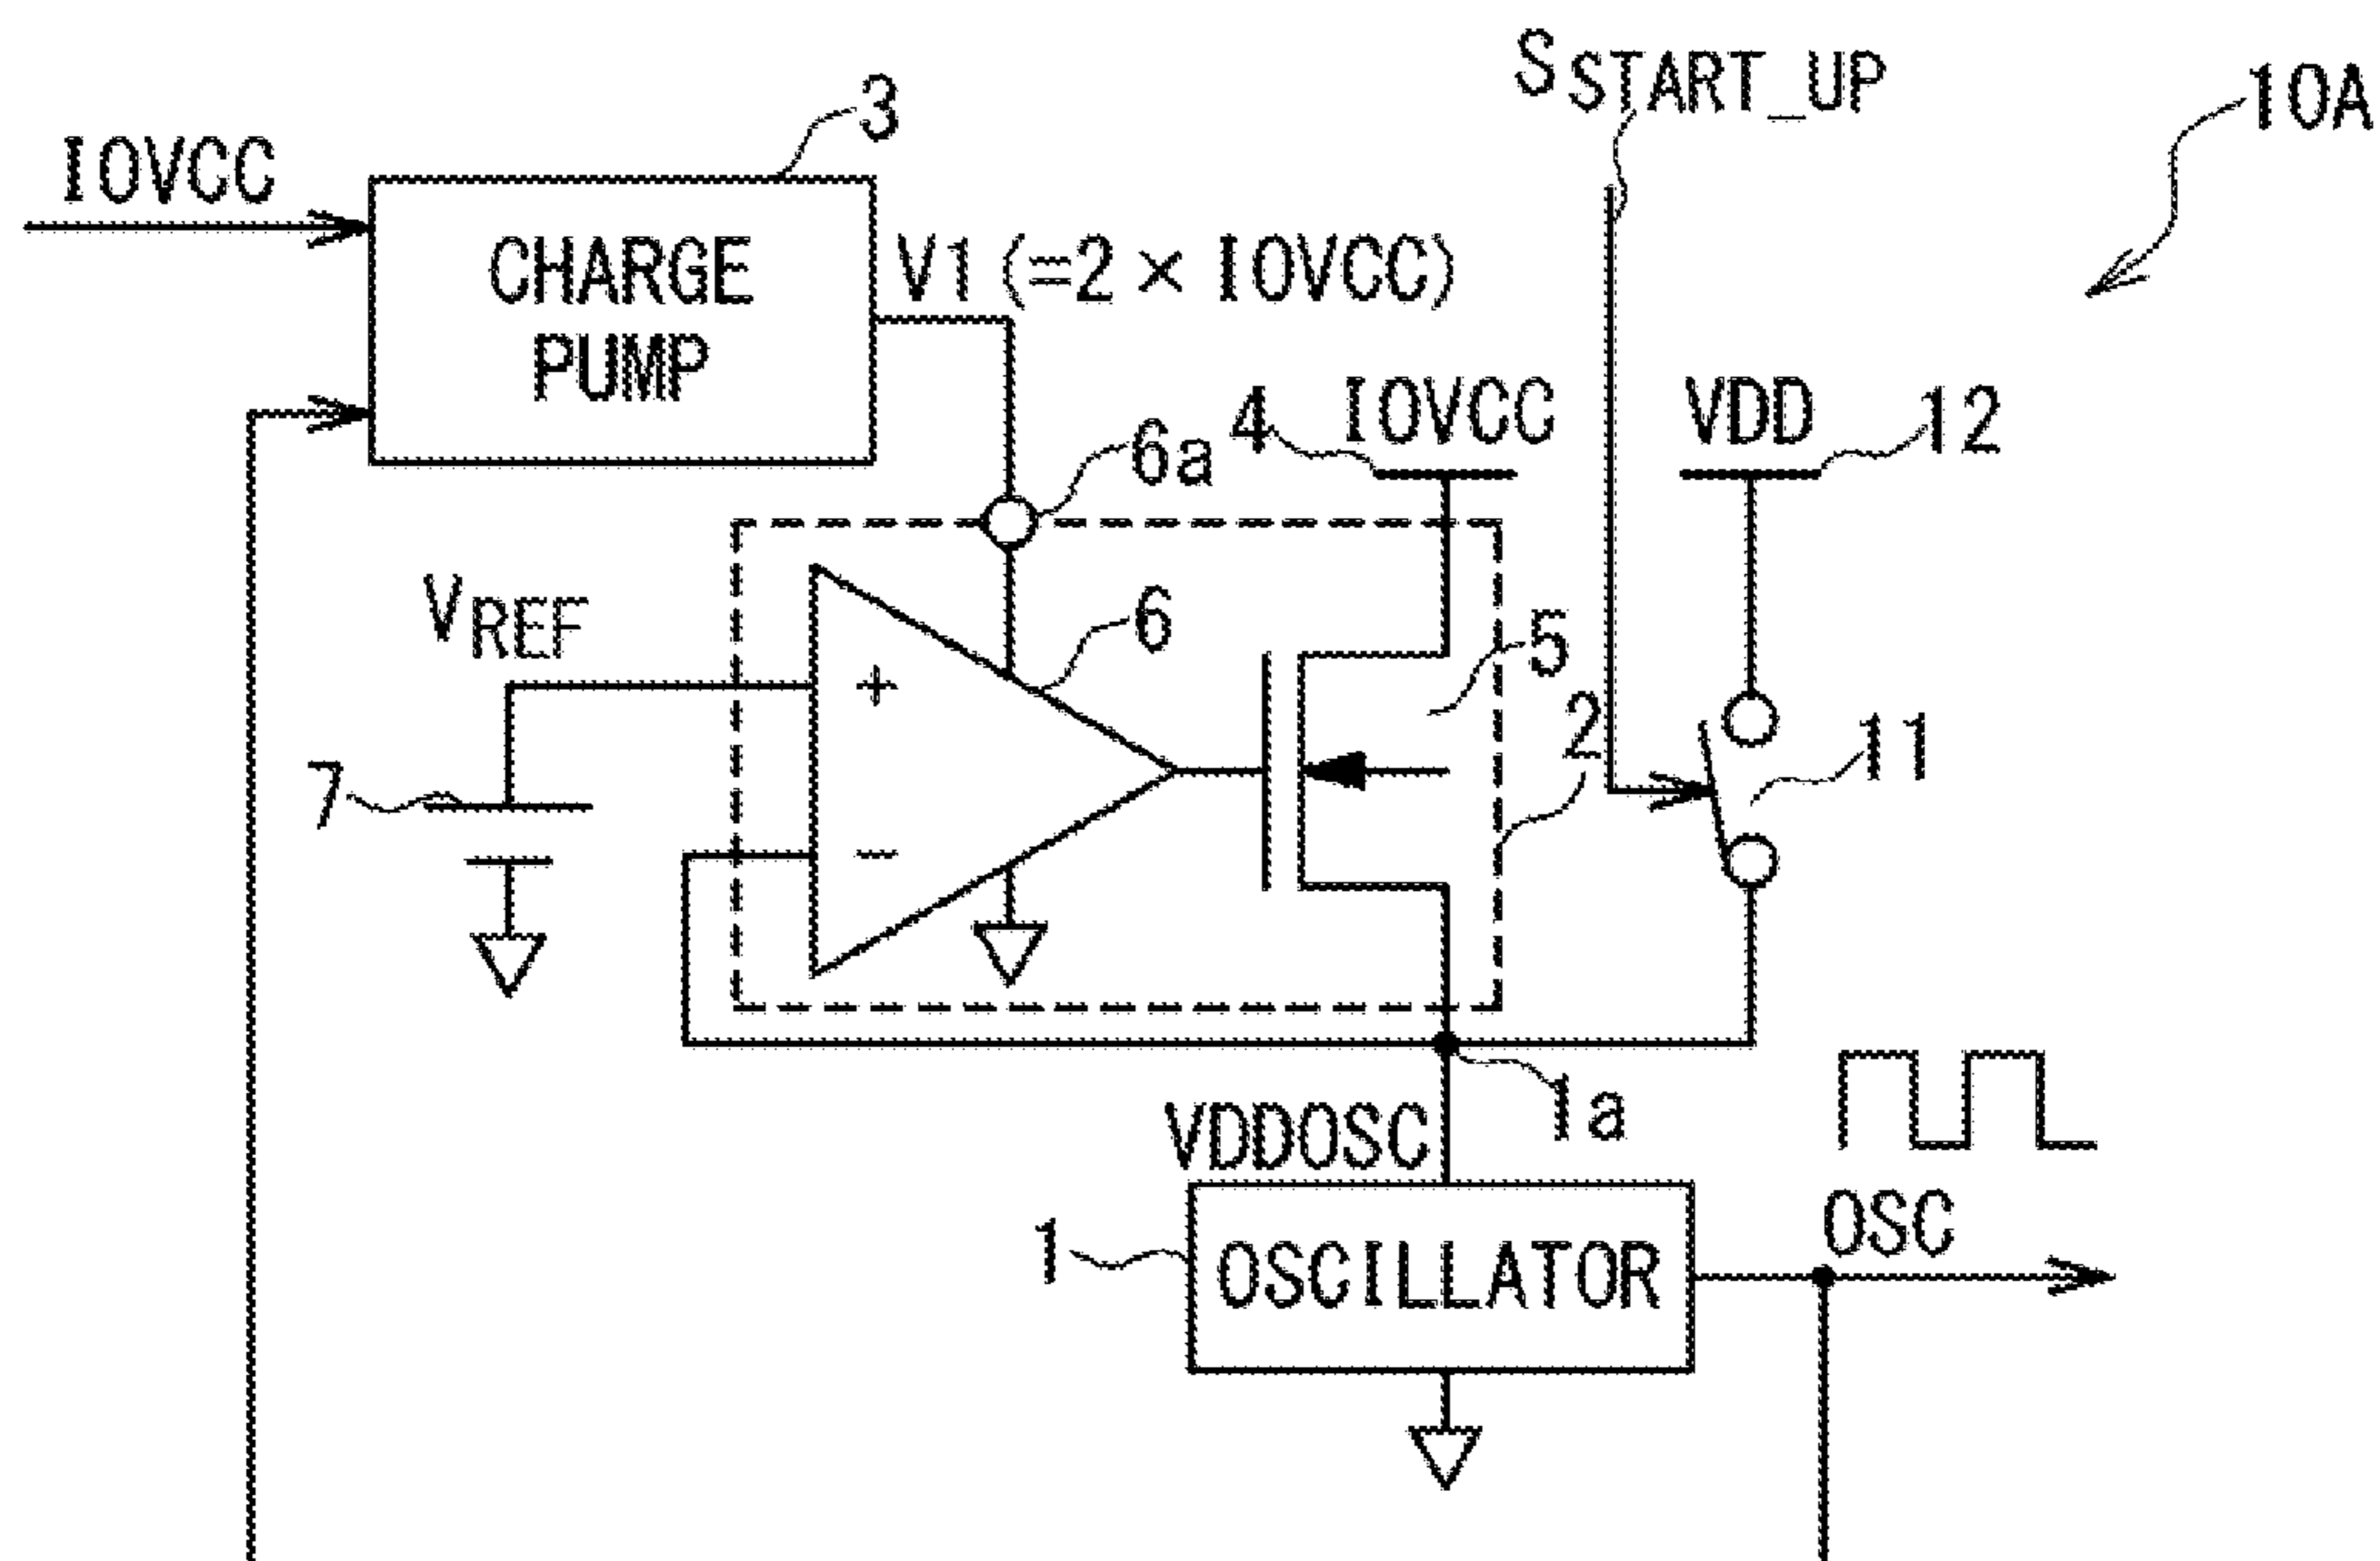 SSTART_UP
10A
3
IOVCC
CHARGE
PUMP
V1 (=2 × IOVCC)
6a
4
IOVCC
VDD
12
VREF
+
6
5
2
11
7
-
1a
VDDOSC
1
OSCILLATOR
OSC